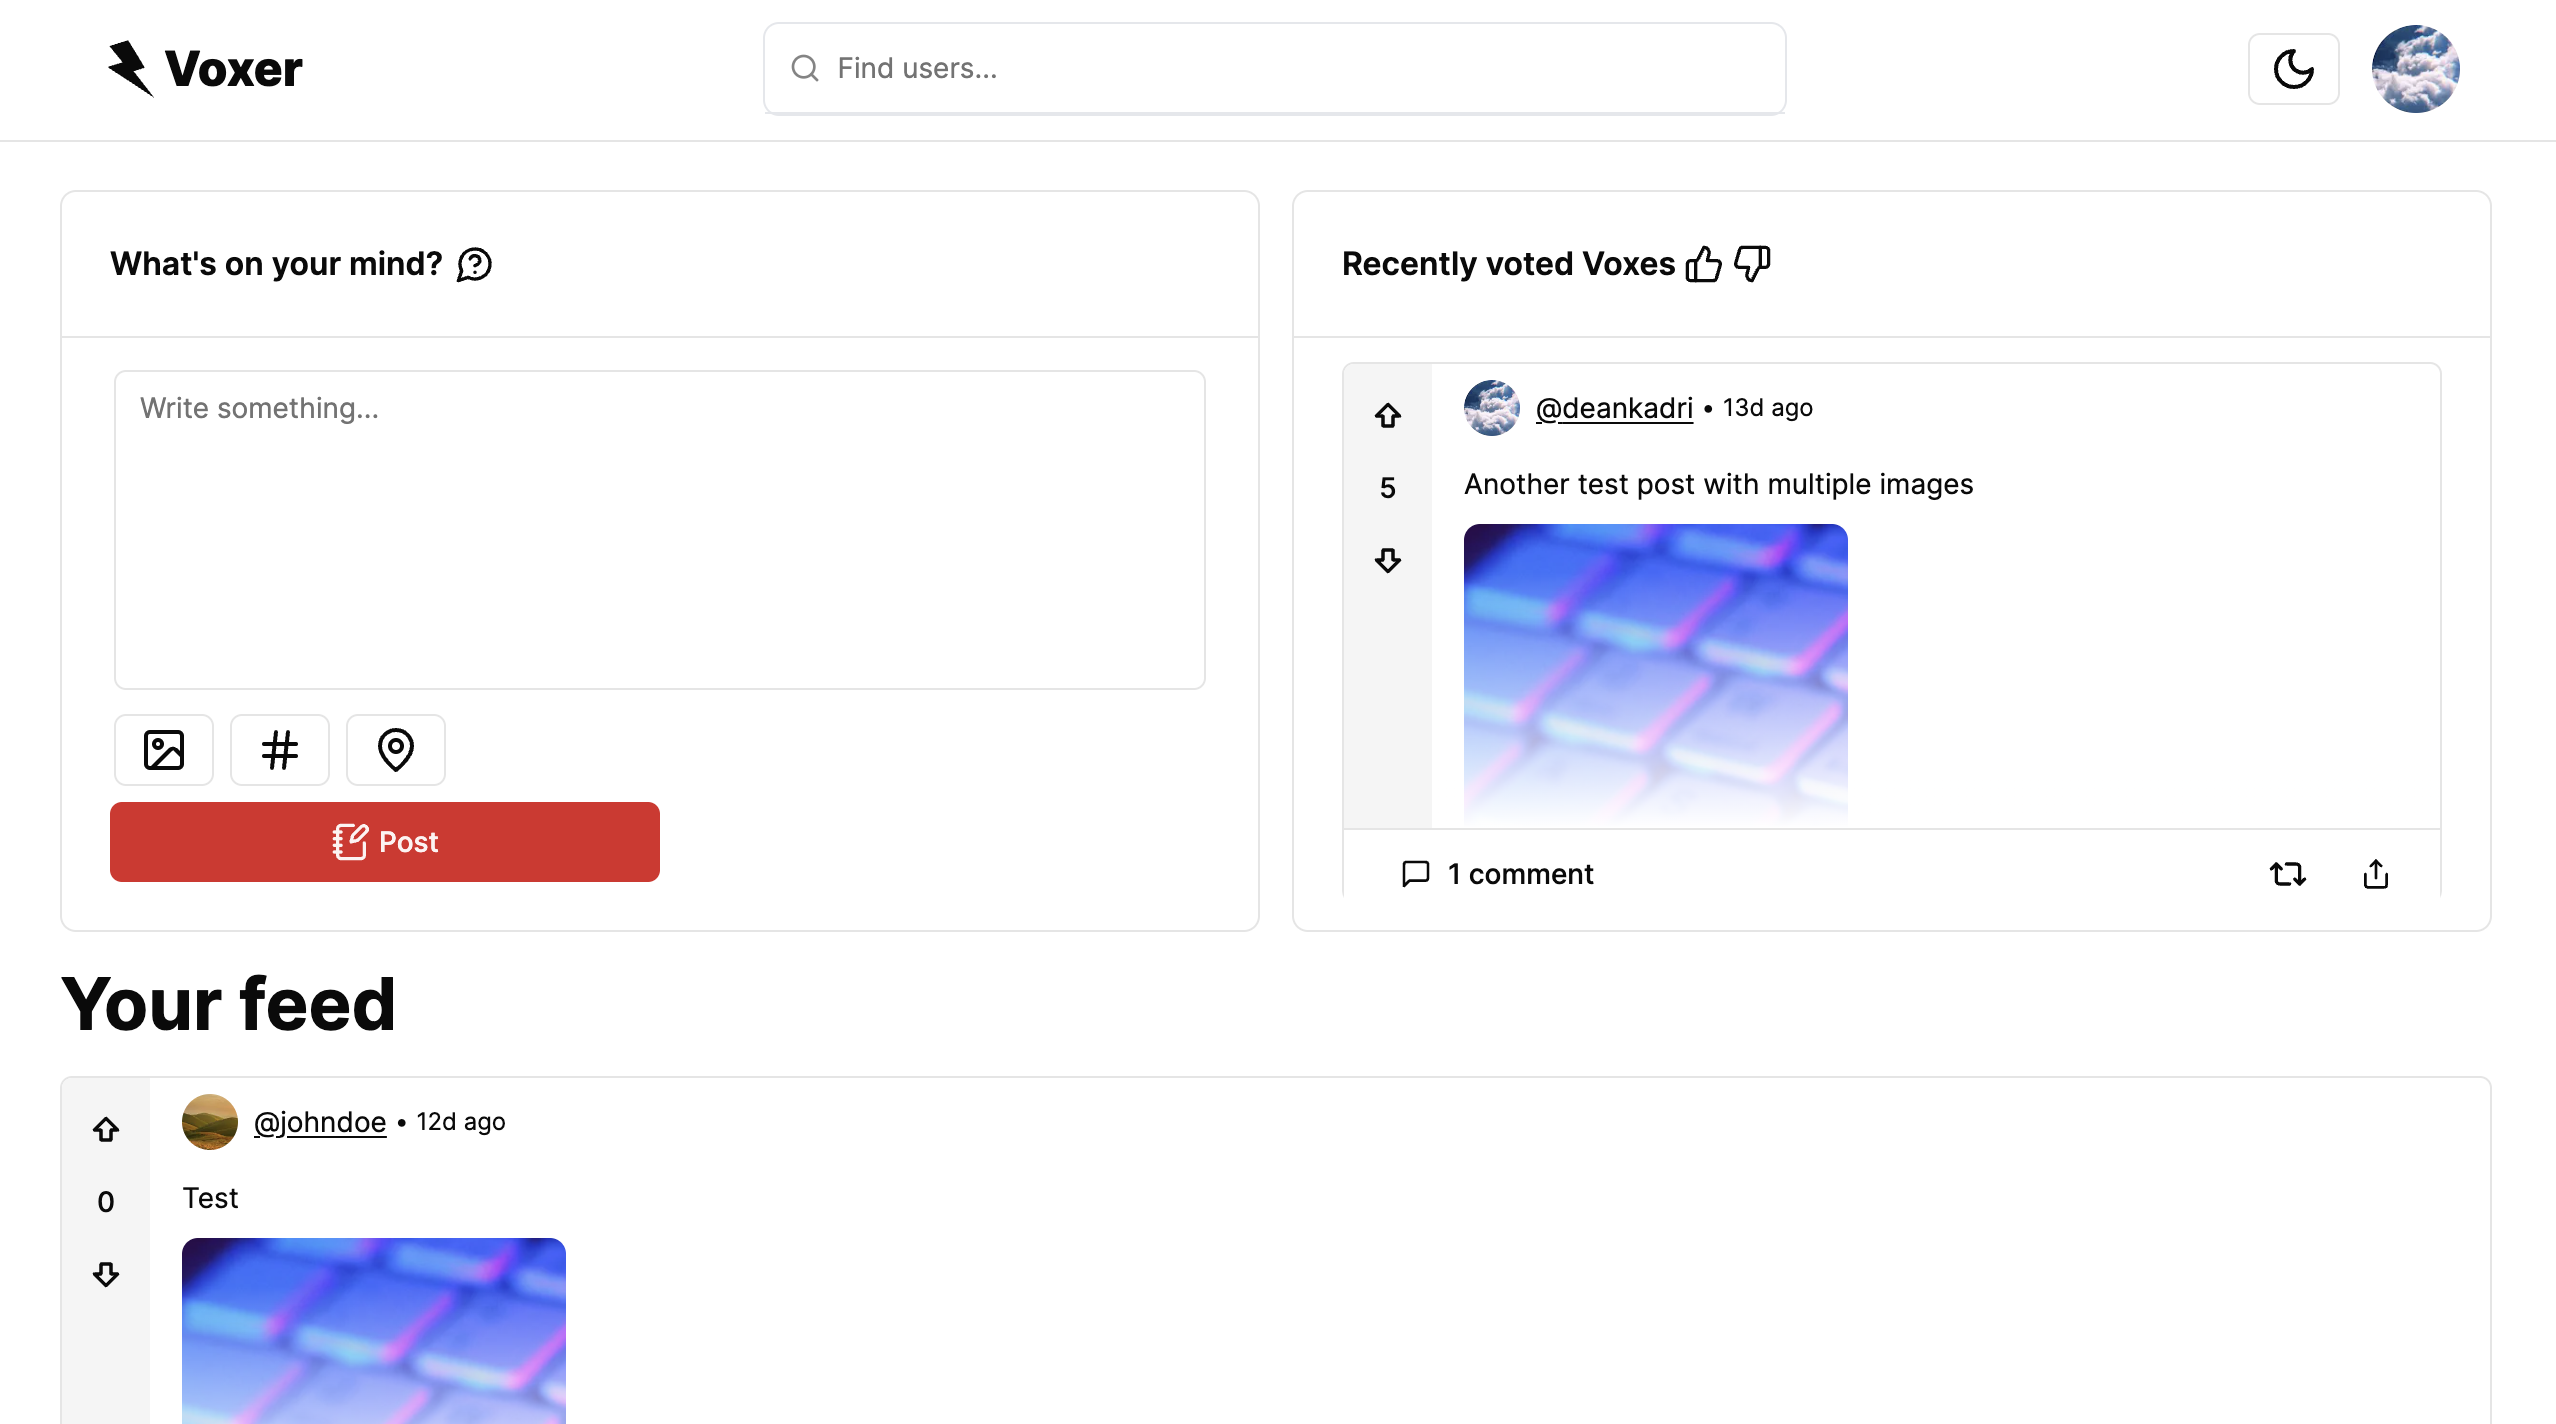 Voxer
Find users...
What's on your mind?
Write something...
Post
Recently voted Voxes
@deankadri • 13d ago
5
Another test post with multiple images
1 comment
Your feed
@johndoe • 12d ago
0
Test